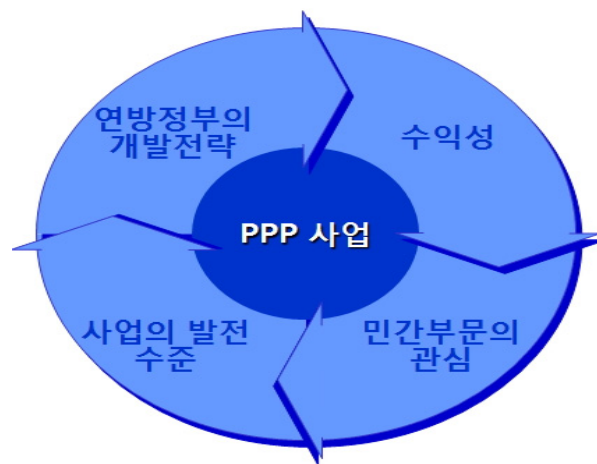 연방정부의
개발전략
수익성
PPP 사업
사업의 발전
수준
민간부문의
관심